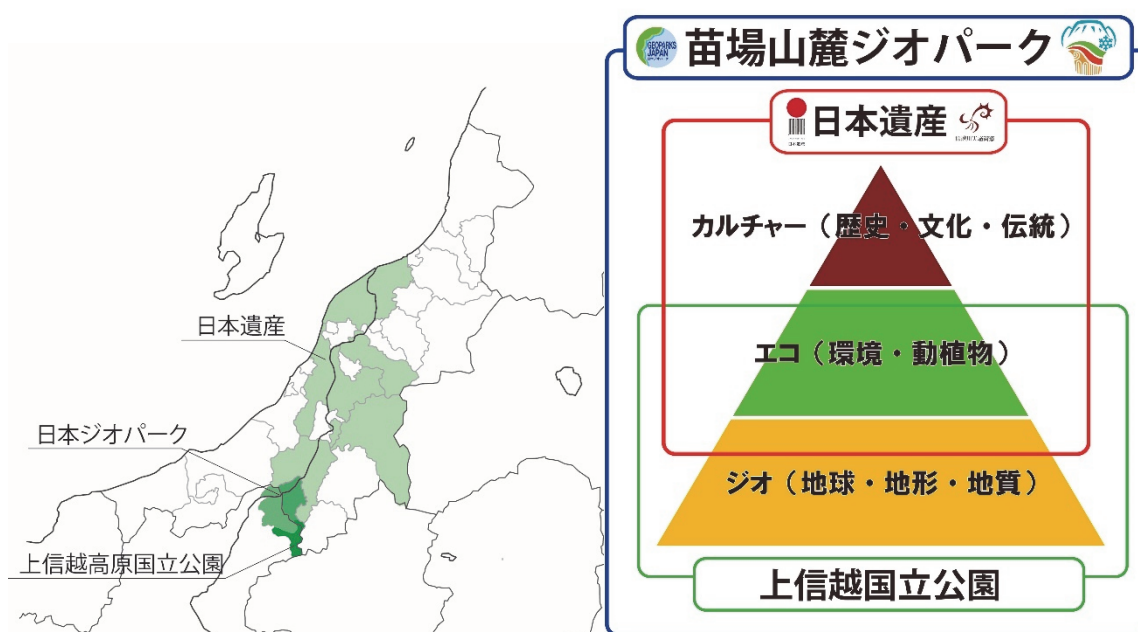 日本遺産
日本ジオパーク
上信越高原国立公園
GEOPARKS
JAPAN
苗場山麓ジオパーク
日本遺産
カルチャー（歴史・文化・伝統）
エコ（環境・動植物）
ジオ（地球・地形・地質）
上信越国立公園